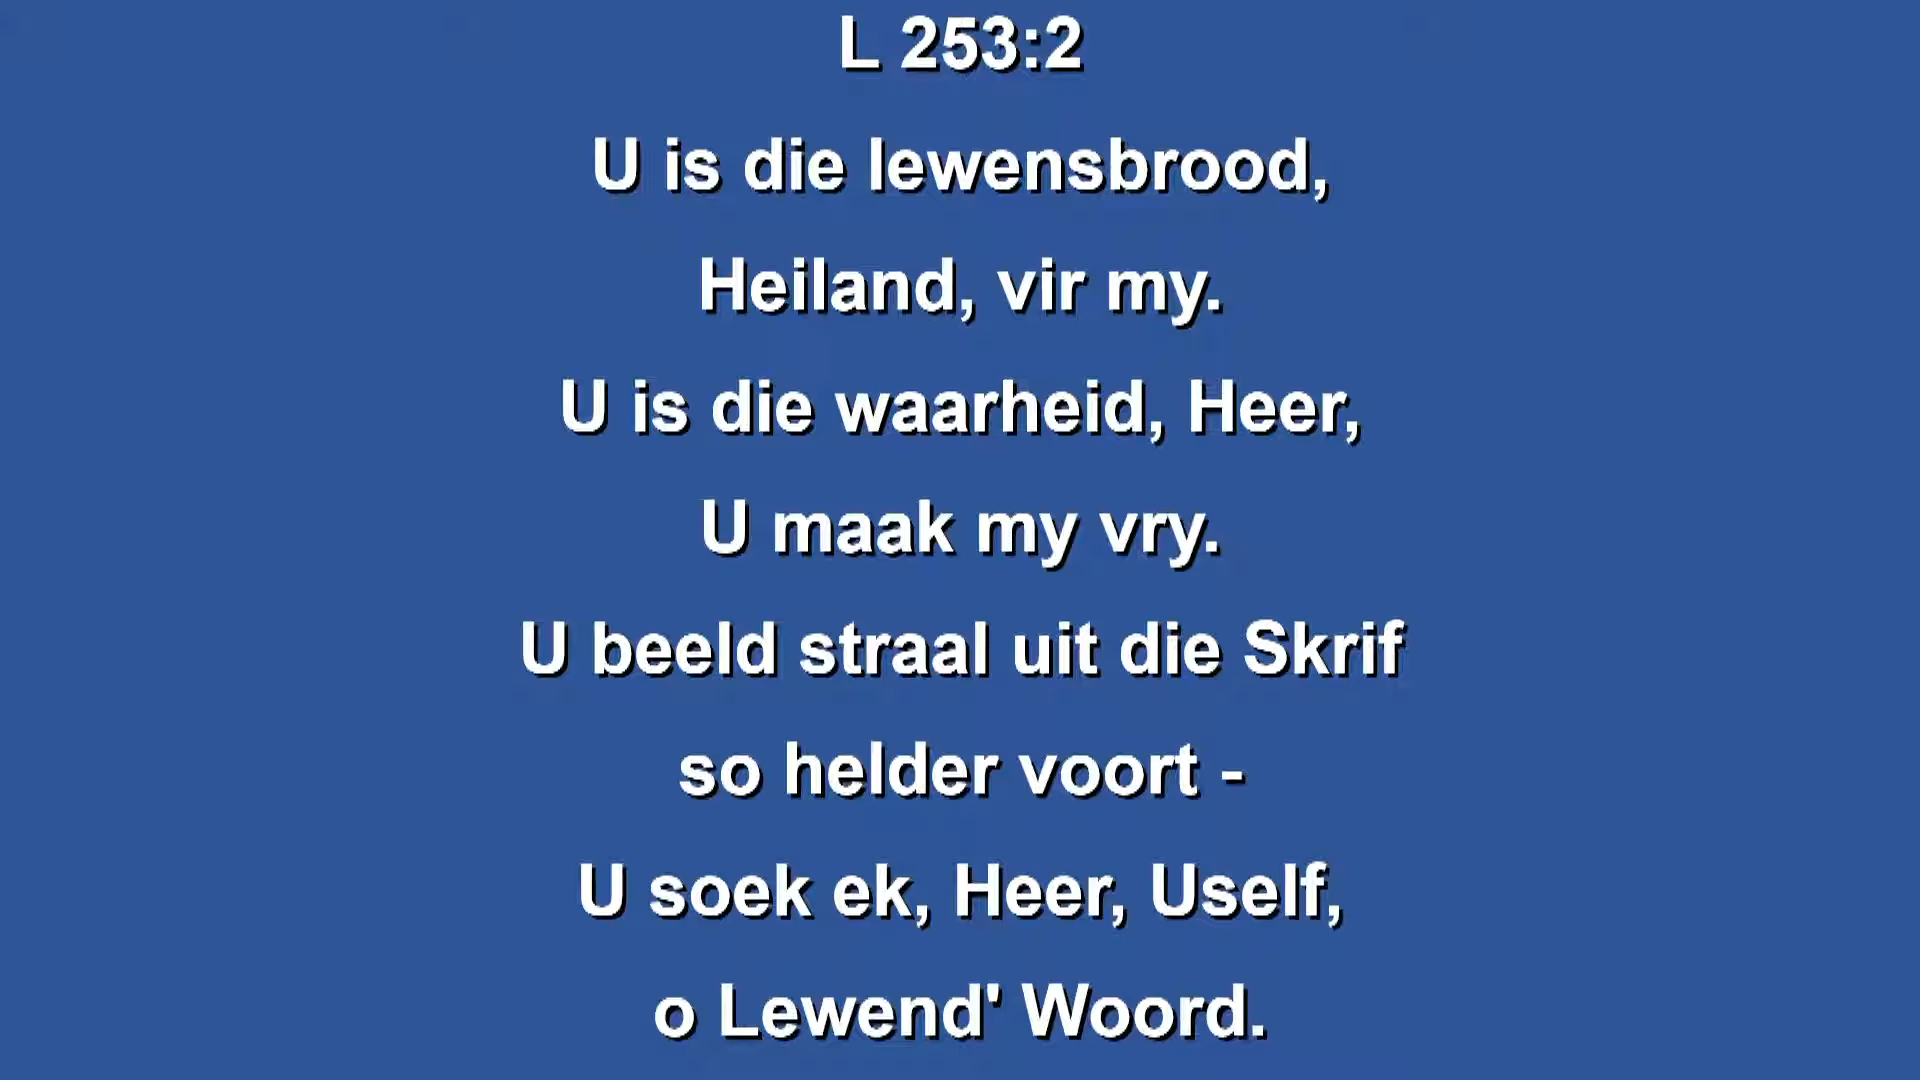 L 253:2
U is die lewensbrood,
Heiland, vir my.
U is die waarheid, Heer,
U maak my vry.
U beeld straal uit die Skrif
so helder voort -
U soek ek, Heer, Uself,
o Lewend' Woord.